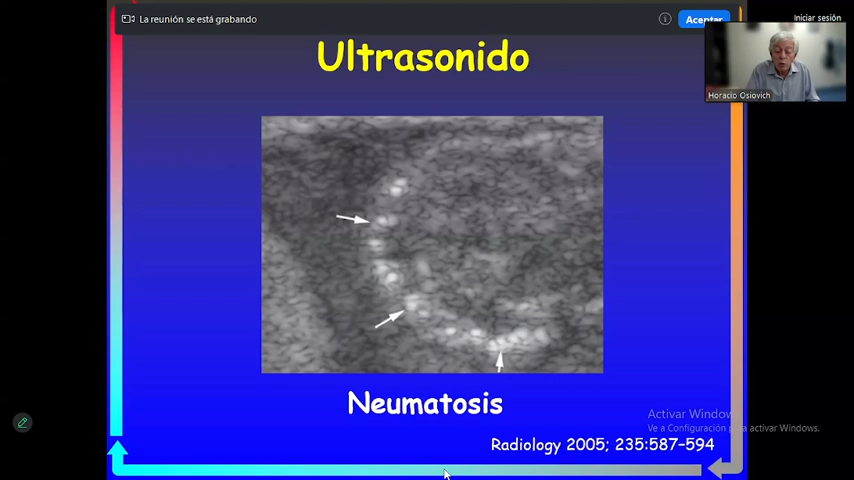 La reunión se está grabando
Aceptar
Iniciar sesión
Horacio Osiovich
Ultrasonido
Neumatosis
Radiology 2005; 235:587-594
Activar Windows
Ve a Configuración para activar Windows.